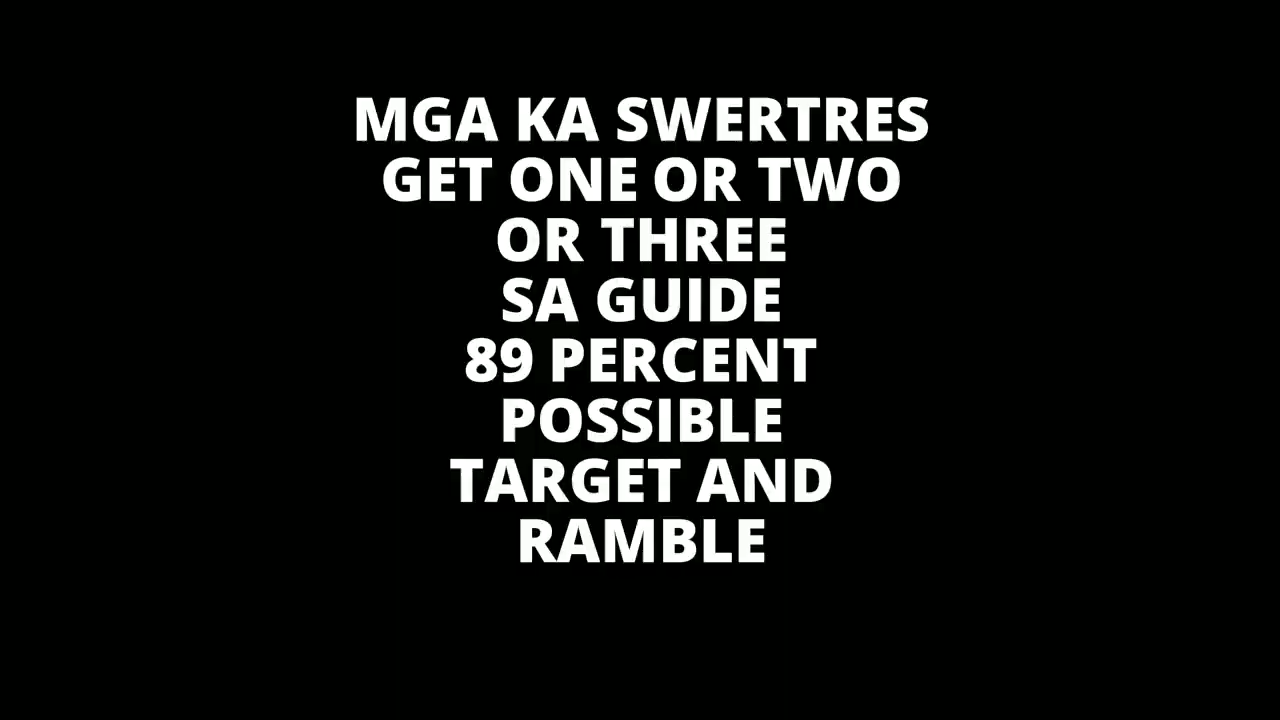 MGA KA SWERTRES
GET ONE OR TWO
OR THREE
SA GUIDE
89 PERCENT
POSSIBLE
TARGET AND
RAMBLE